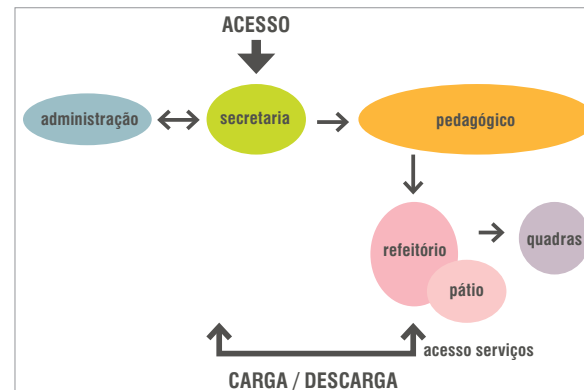 ACESSO
administração
secretaria
pedagógico
refeitório
quadras
pátio
acesso serviços
CARGA / DESCARGA